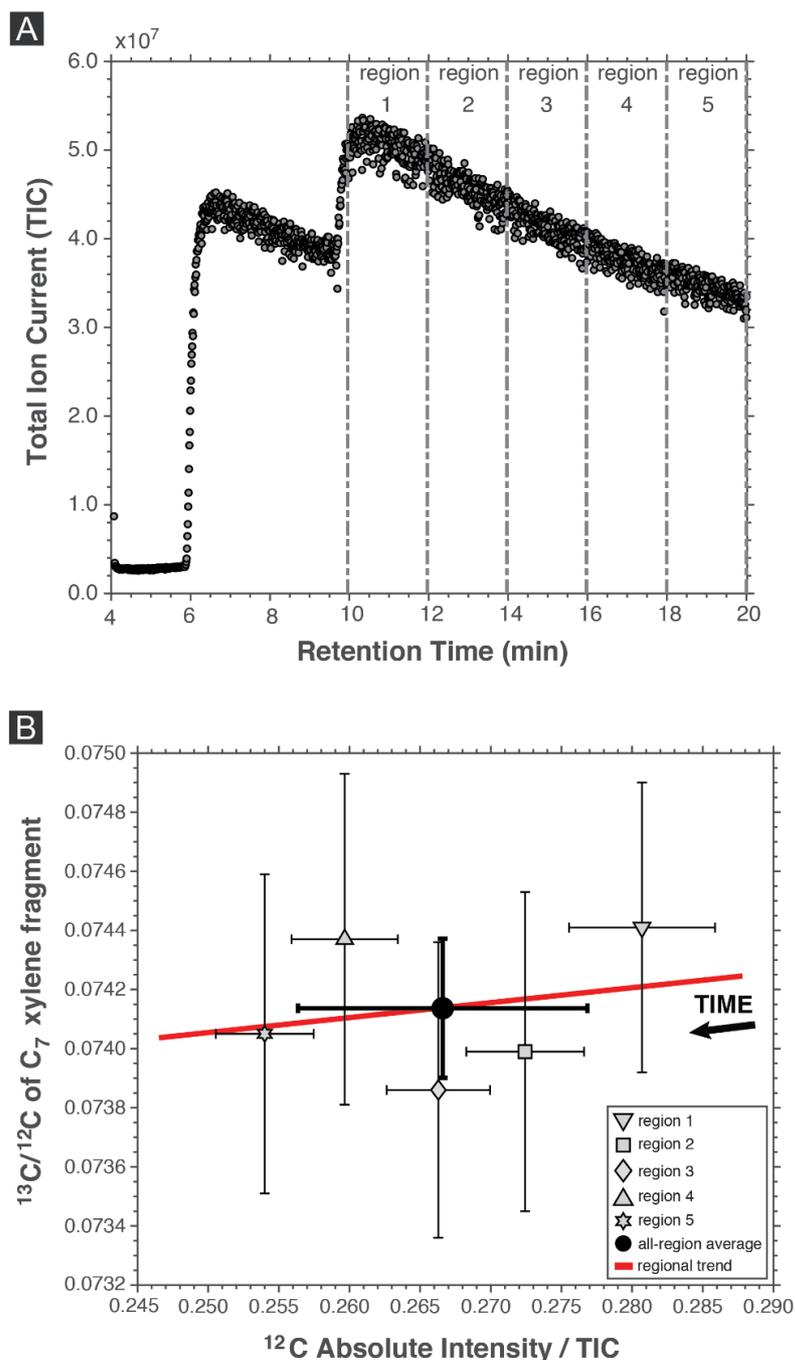 A
x10⁷
6.0
region region region region region
1 2 3 4 5
5.0
4.0
3.0
2.0
1.0
0.0
4 6 8 10 12 14 16 18 20
Total Ion Current (TIC)
Retention Time (min)
B
0.0750
0.0748
0.0746
0.0744
0.0742
TIME
0.0740
0.0738
0.0736
0.0734
0.0732
¹³C/¹²C of C₇ xylene fragment
region 1
region 2
region 3
region 4
region 5
all-region average
regional trend
0.245 0.250 0.255 0.260 0.265 0.270 0.275 0.280 0.285 0.290
¹²C Absolute Intensity / TIC